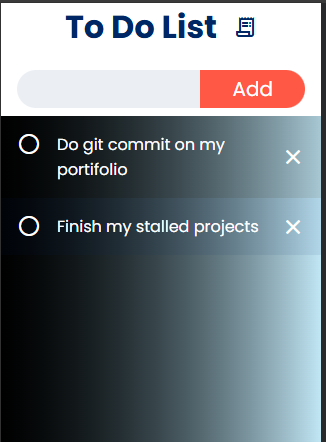 To Do List
Add
Do git commit on my
portifolio
Finish my stalled projects